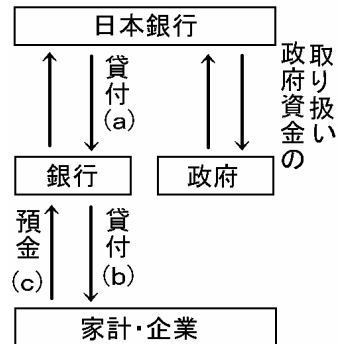 日本銀行
貸付(a)
取り扱い
政府資金の
銀行
政府
預金(c)
貸付(b)
家計・企業